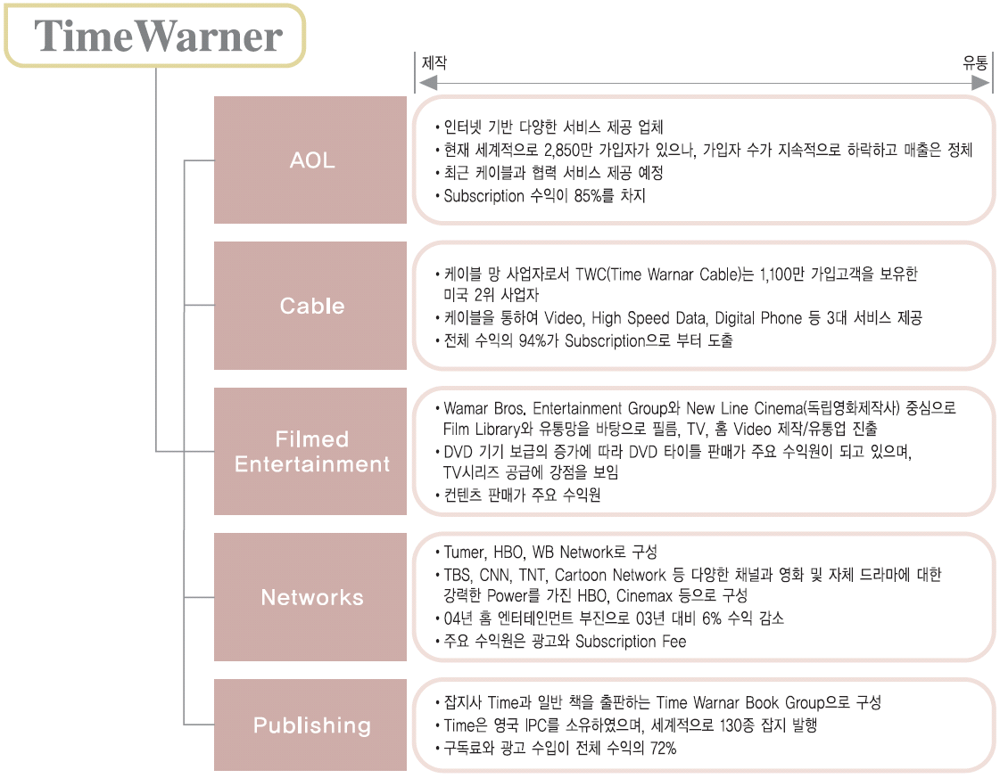 TimeWarner
제작 유통
AOL
• 인터넷 기반 다양한 서비스 제공 업체
• 현재 세계적으로 2,850만 가입자가 있으나, 가입자 수가 지속적으로 하락하고 매출은 정체
• 최근 케이블과 협력 서비스 제공 예정
• Subscription 수익이 85%를 차지
Cable
• 케이블 망 사업자로서 TWC(Time Warnar Cable)는 1,100만 가입고객을 보유한
미국 2위 사업자
• 케이블을 통하여 Video, High Speed Data, Digital Phone 등 3대 서비스 제공
• 전체 수익의 94%가 Subscription으로 부터 도출
Filmed
Entertainment
• Wamar Bros. Entertainment Group와 New Line Cinema(독립영화제작사) 중심으로
Film Library와 유통망을 바탕으로 필름, TV, 홈 Video 제작/유통업 진출
• DVD 기기 보급의 증가에 따라 DVD 타이틀 판매가 주요 수익원이 되고 있으며,
TV시리즈 공급에 강점을 보임
• 컨텐츠 판매가 주요 수익원
Networks
• Tumer, HBO, WB Network로 구성
• TBS, CNN, TNT, Cartoon Network 등 다양한 채널과 영화 및 자체 드라마에 대한
강력한 Power를 가진 HBO, Cinemax 등으로 구성
• 04년 홈 엔터테인먼트 부진으로 03년 대비 6% 수익 감소
• 주요 수익원은 광고와 Subscription Fee
Publishing
• 잡지사 Time과 일반 책을 출판하는 Time Warnar Book Group으로 구성
• Time은 영국 IPC를 소유하였으며, 세계적으로 130종 잡지 발행
• 구독료와 광고 수입이 전체 수익의 72%